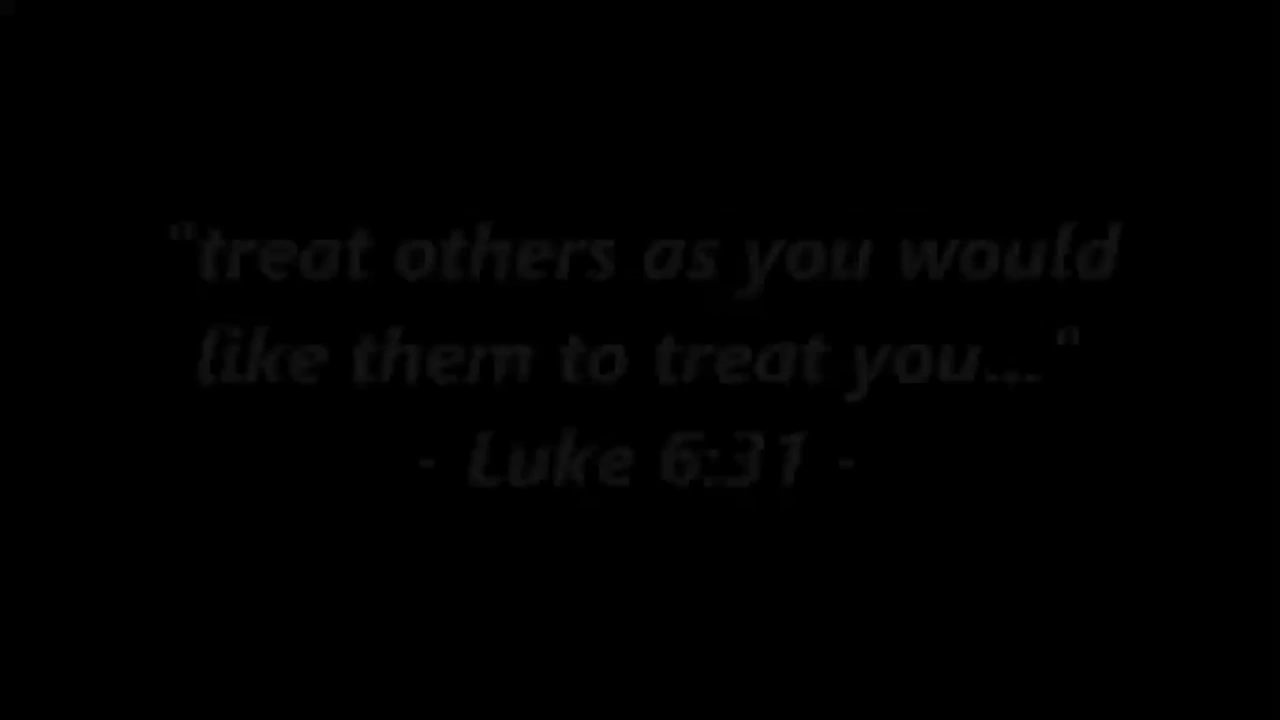 "treat others as you would
like them to treat you..."
- Luke 6:31 -